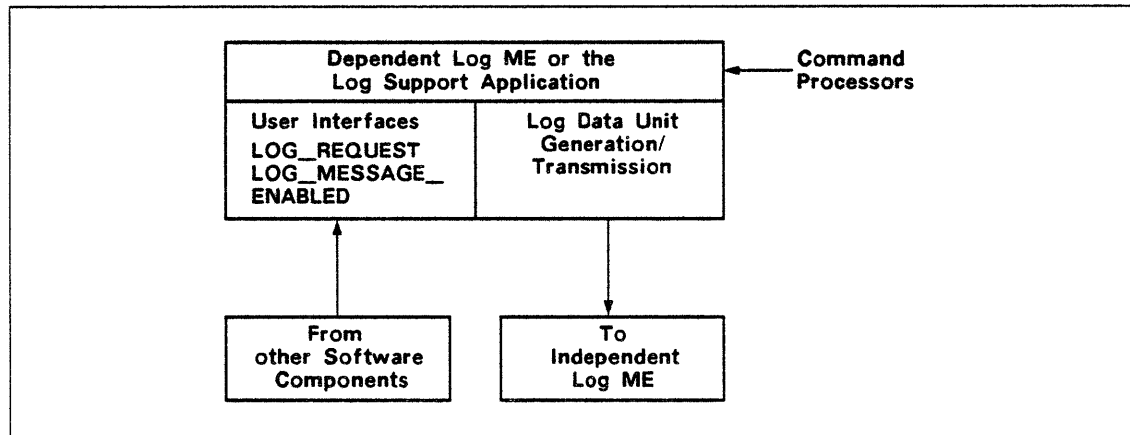 Dependent Log ME or the
Log Support Application
Command
Processors
User Interfaces
LOG_REQUEST
LOG_MESSAGE_
ENABLED
Log Data Unit
Generation/
Transmission
From
other Software
Components
To
Independent
Log ME